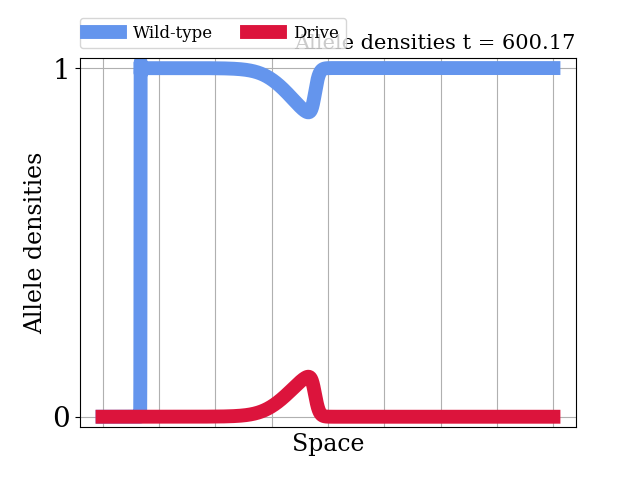 Wild-type
Drive
Allele densities t = 600.17
1
Allele densities
0
Space